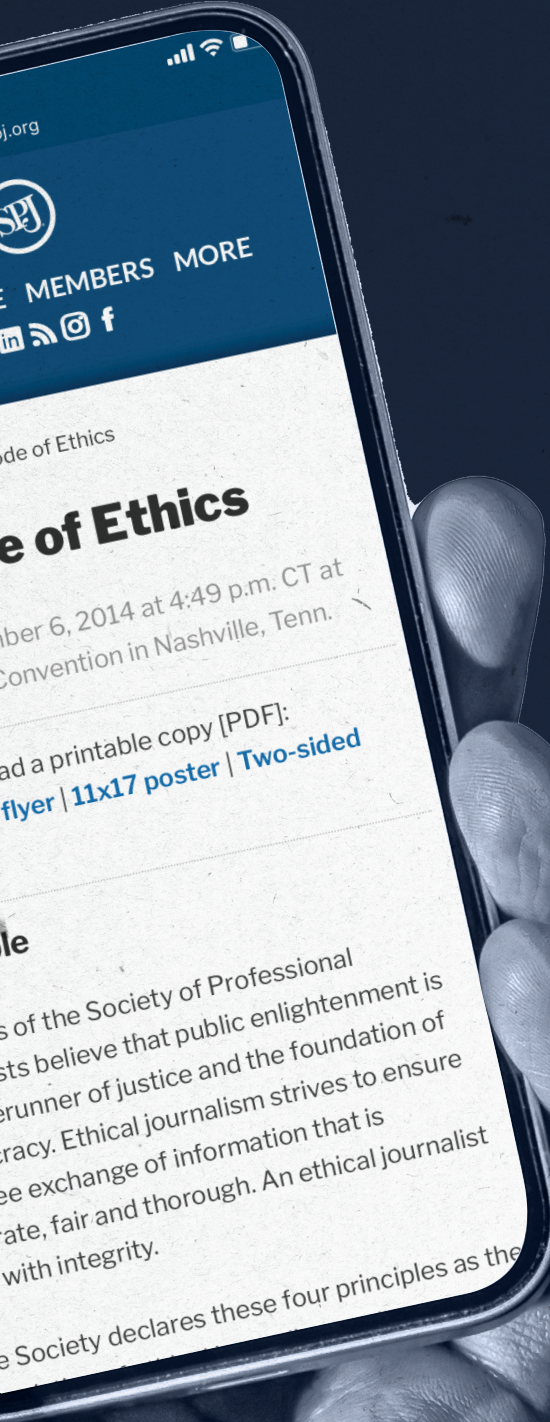 j.org
SPJ
E MEMBERS MORE
in f
ode of Ethics
e of Ethics
ber 6, 2014 at 4:49 p.m. CT at
Convention in Nashville, Tenn.
ad a printable copy [PDF]:
flyer | 11x17 poster | Two-sided
le
s of the Society of Professional
sts believe that public enlightenment is
erunner of justice and the foundation of
racy. Ethical journalism strives to ensure
ee exchange of information that is
rate, fair and thorough. An ethical journalist
with integrity.
e Society declares these four principles as the